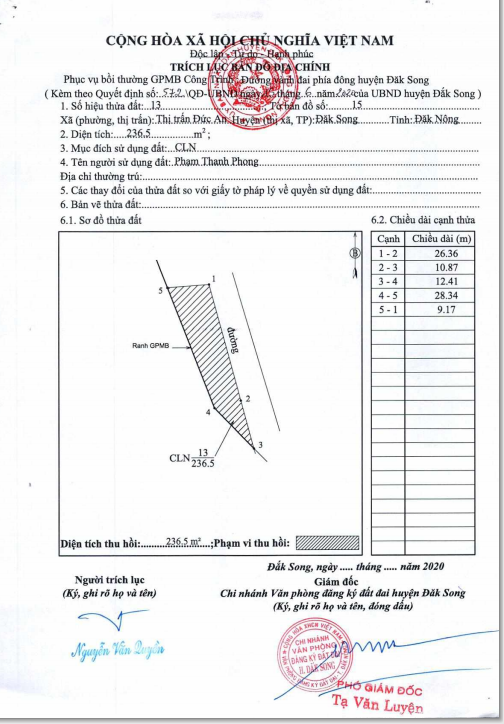 CỘNG HÒA XÃ HỘI CHỦ NGHĨA VIỆT NAM
Độc lập - Tự do - Hạnh phúc
TRÍCH LỤC BẢN ĐỒ ĐỊA CHÍNH
Phục vụ bồi thường GPMB Công Trình: Đường vành đai phía đông huyện Đăk Song
( Kèm theo Quyết định số: \QĐ-UBND ngày tháng 6 năm của UBND huyện Đăk Song )
1. Số hiệu thửa đất: 13 Tờ bản đồ số: 15
Xã (phường, thị trấn): Thị trấn Đức An. Huyện (thị xã, TP): Đăk Song Tỉnh: Đăk Nông
2. Diện tích: 236.5 m²;
3. Mục đích sử dụng đất: CLN
4. Tên người sử dụng đất: Phạm Thanh Phong
Địa chỉ thường trú:
5. Các thay đổi của thửa đất so với giấy tờ pháp lý về quyền sử dụng đất:
6. Bản vẽ thửa đất:
6.1. Sơ đồ thửa đất
6.2. Chiều dài cạnh thửa
B
1
5
đường
Ranh GPMB
2
4
3
CLN 13
236.5
Cạnh Chiều dài (m)
1 - 2 26.36
2 - 3 10.87
3 - 4 12.41
4 - 5 28.34
5 - 1 9.17
Diện tích thu hồi: 236.5 m² ;Phạm vi thu hồi:
Đăk Song, ngày ..... tháng ..... năm 2020
Người trích lục
(Ký, ghi rõ họ và tên)
Nguyễn Văn Quyền
Giám đốc
Chi nhánh Văn phòng đăng ký đất đai huyện Đăk Song
(Ký, ghi rõ họ và tên, đóng dấu)
CHI NHÁNH
VĂN PHÒNG
ĐĂNG KÝ ĐẤT ĐAI
H. ĐĂK SONG
PHÓ GIÁM ĐỐC
Tạ Văn Luyện